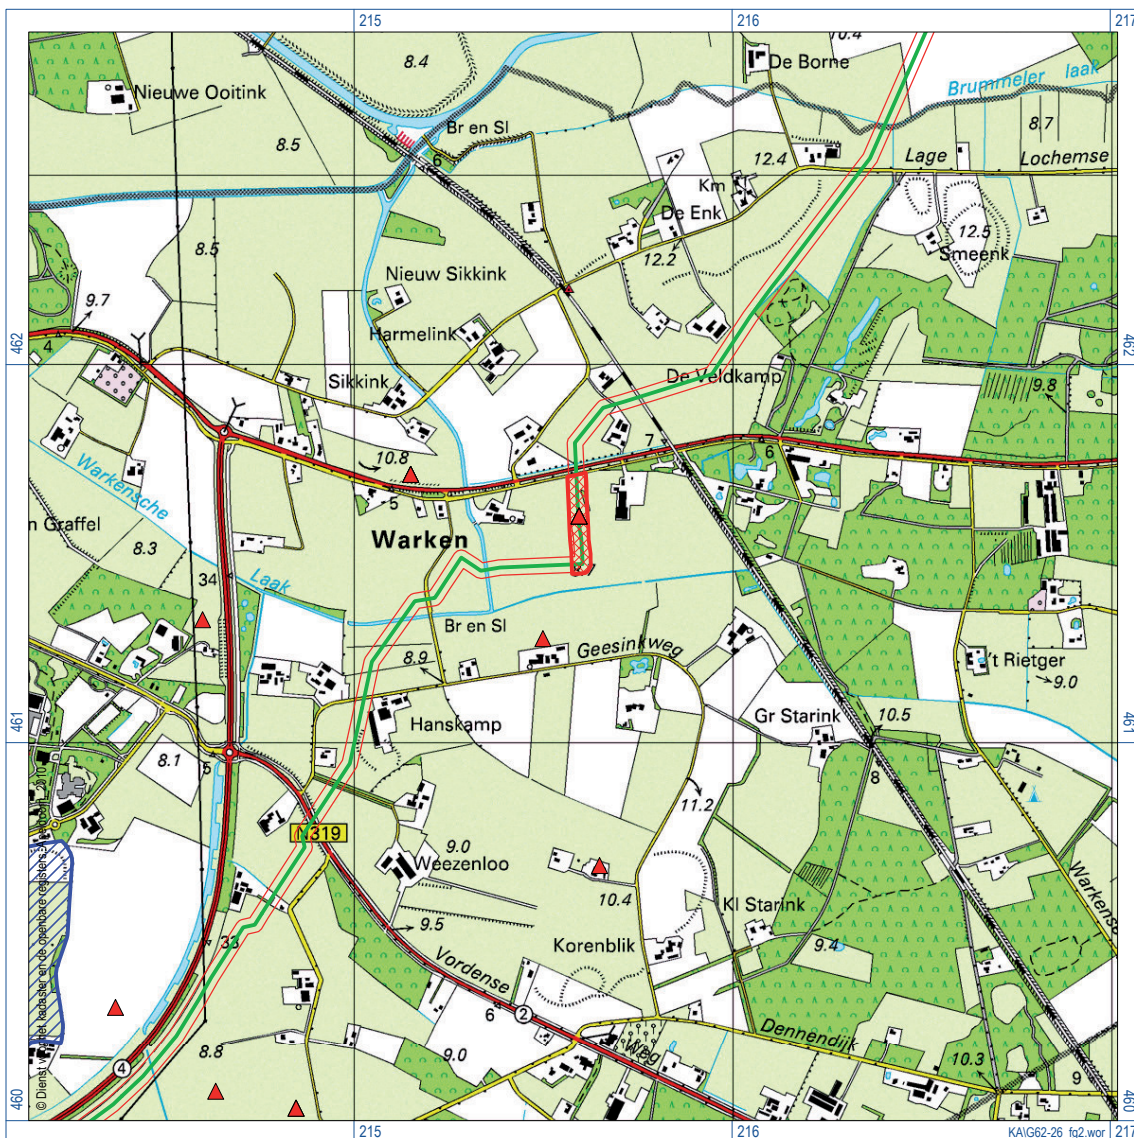 215
216
217
10.4
De Borne
8.4
Brummeler laak
Nieuwe Ooitink
Br en Sl
8.7
8.5
6
12.4
Lage
Lochemse
Km
De Enk
12.5
8.5
12.2
Smeenk
Nieuw Sikkink
9.7
Harmelink
462
4
462
De Veldkamp
Sikkink
9.8
7
6
10.8
Warkensche
5
n Graffel
Warken
8.3
34
Laak
Br en Sl
Geesinkweg
8.9
't Rietger
9.0
Hanskamp
Gr Starink
10.5
461
461
8.1
5
8
11.2
N319
9.0
Weezenloo
10.4
Warkense
Kl Starink
9.5
33
Korenblik
9.4
Vordense
6
2
Dennendijk
8.8
9.0
Weg
4
10.3
9
460
460
215
216
217
KA\G62-26_fg2.wor